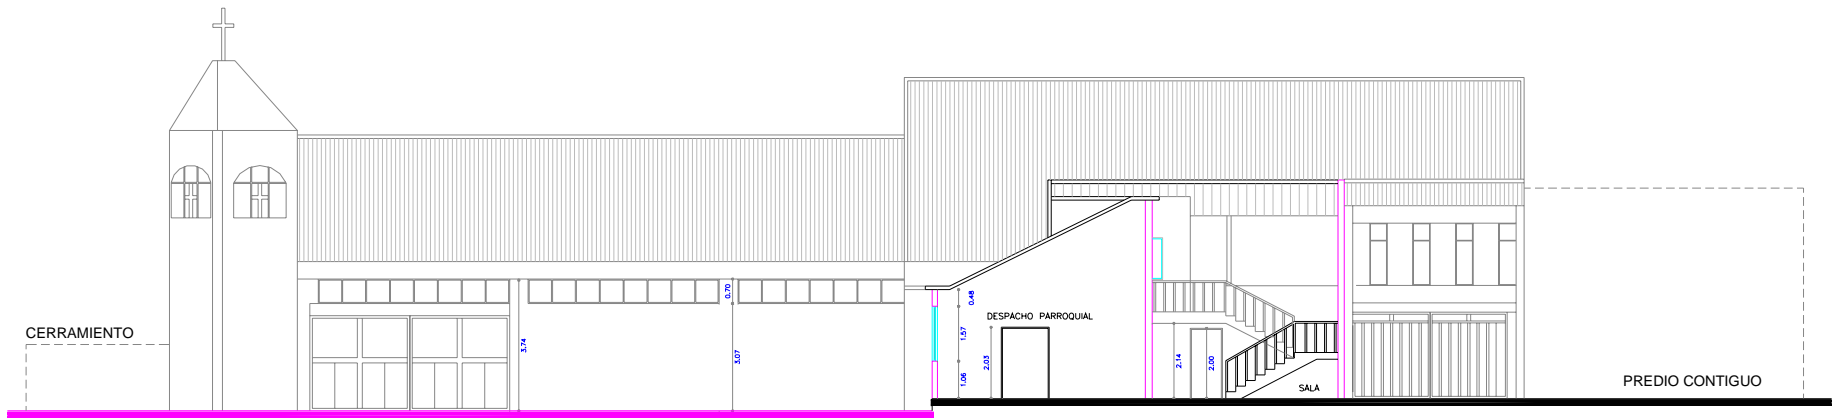 CERRAMIENTO
3.74
0.70
3.07
0.48
1.57
1.06
2.03
DESPACHO PARROQUIAL
2.14
2.00
SALA
PREDIO CONTIGUO